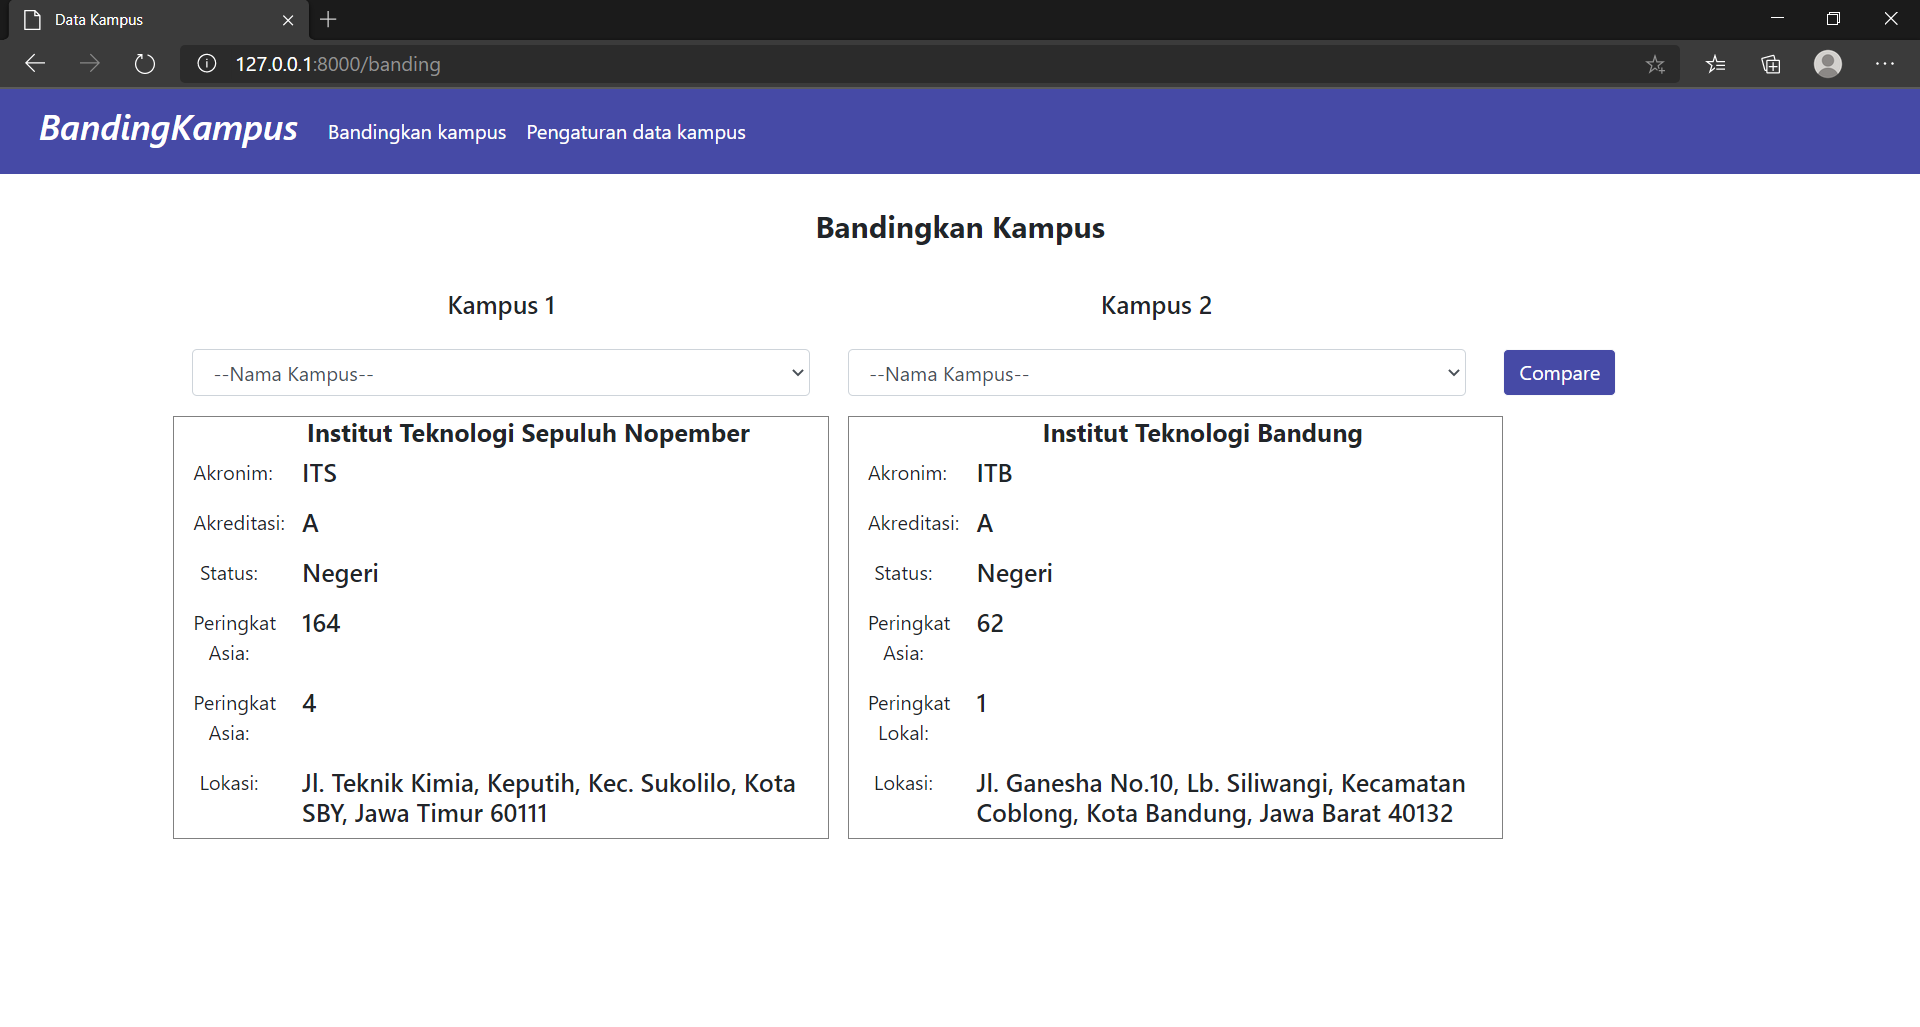 Data Kampus
127.0.0.1:8000/banding
BandingKampus
Bandingkan kampus
Pengaturan data kampus
Bandingkan Kampus
Kampus 1
Kampus 2
--Nama Kampus--
--Nama Kampus--
Compare
Institut Teknologi Sepuluh Nopember
Akronim: ITS
Akreditasi: A
Status: Negeri
Peringkat 164
Asia:
Peringkat 4
Asia:
Lokasi: Jl. Teknik Kimia, Keputih, Kec. Sukolilo, Kota
SBY, Jawa Timur 60111
Institut Teknologi Bandung
Akronim: ITB
Akreditasi: A
Status: Negeri
Peringkat 62
Asia:
Peringkat 1
Lokal:
Lokasi: Jl. Ganesha No.10, Lb. Siliwangi, Kecamatan
Coblong, Kota Bandung, Jawa Barat 40132